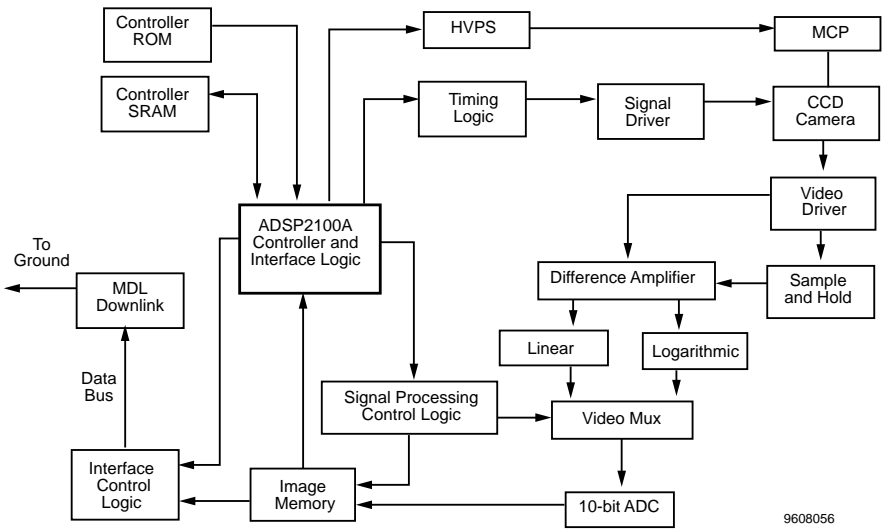 Controller
ROM
HVPS
MCP
Controller
SRAM
Timing
Logic
Signal
Driver
CCD
Camera
ADSP2100A
Controller and
Interface Logic
Video
Driver
To
Ground
MDL
Downlink
Difference Amplifier
Sample
and Hold
Linear
Logarithmic
Data
Bus
Signal Processing
Control Logic
Video Mux
Interface
Control
Logic
Image
Memory
10-bit ADC
9608056